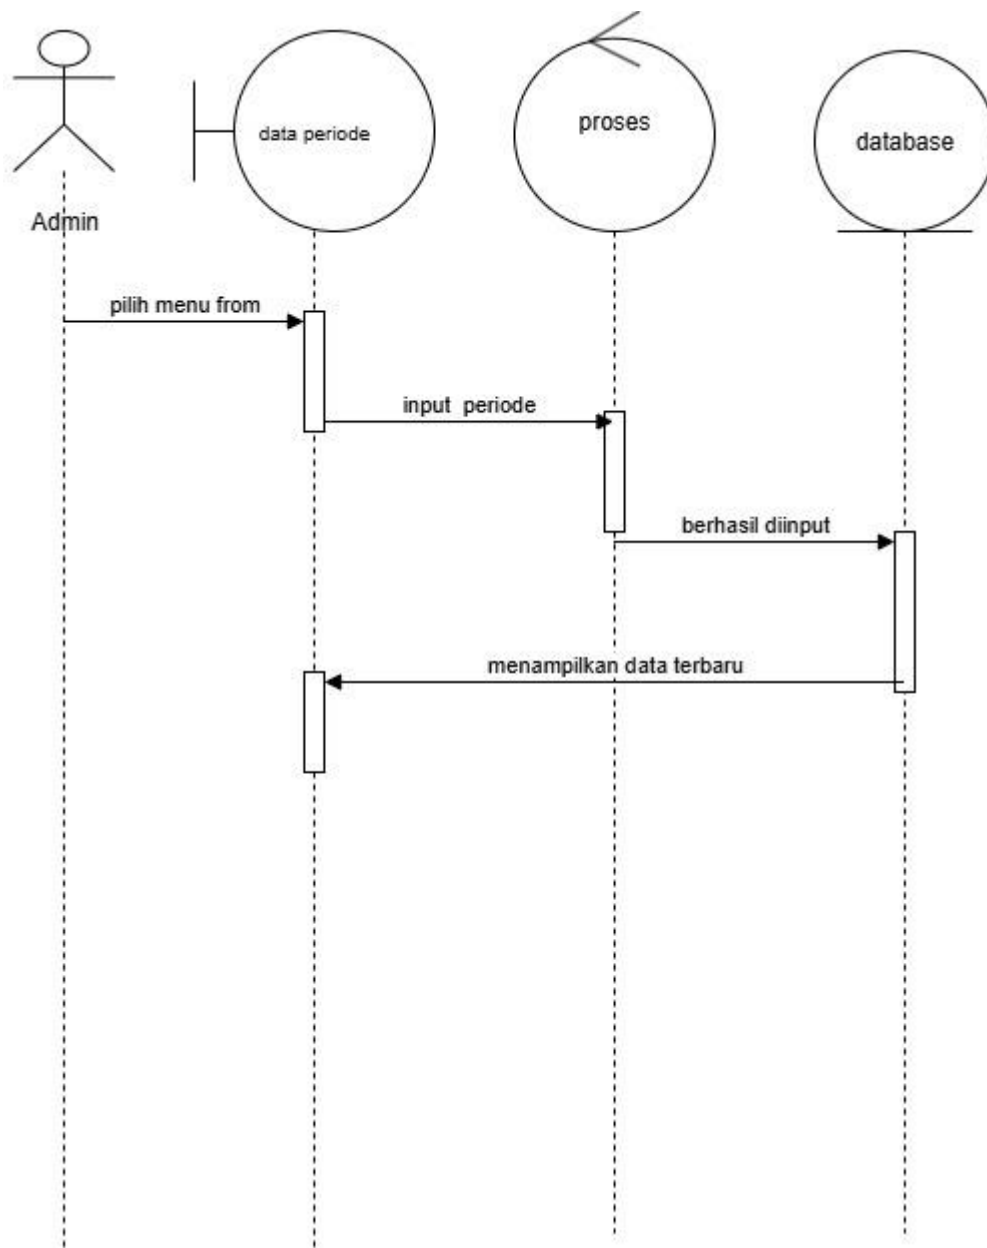 data periode
proses
database
Admin
pilih menu from
input periode
berhasil diinput
menampilkan data terbaru